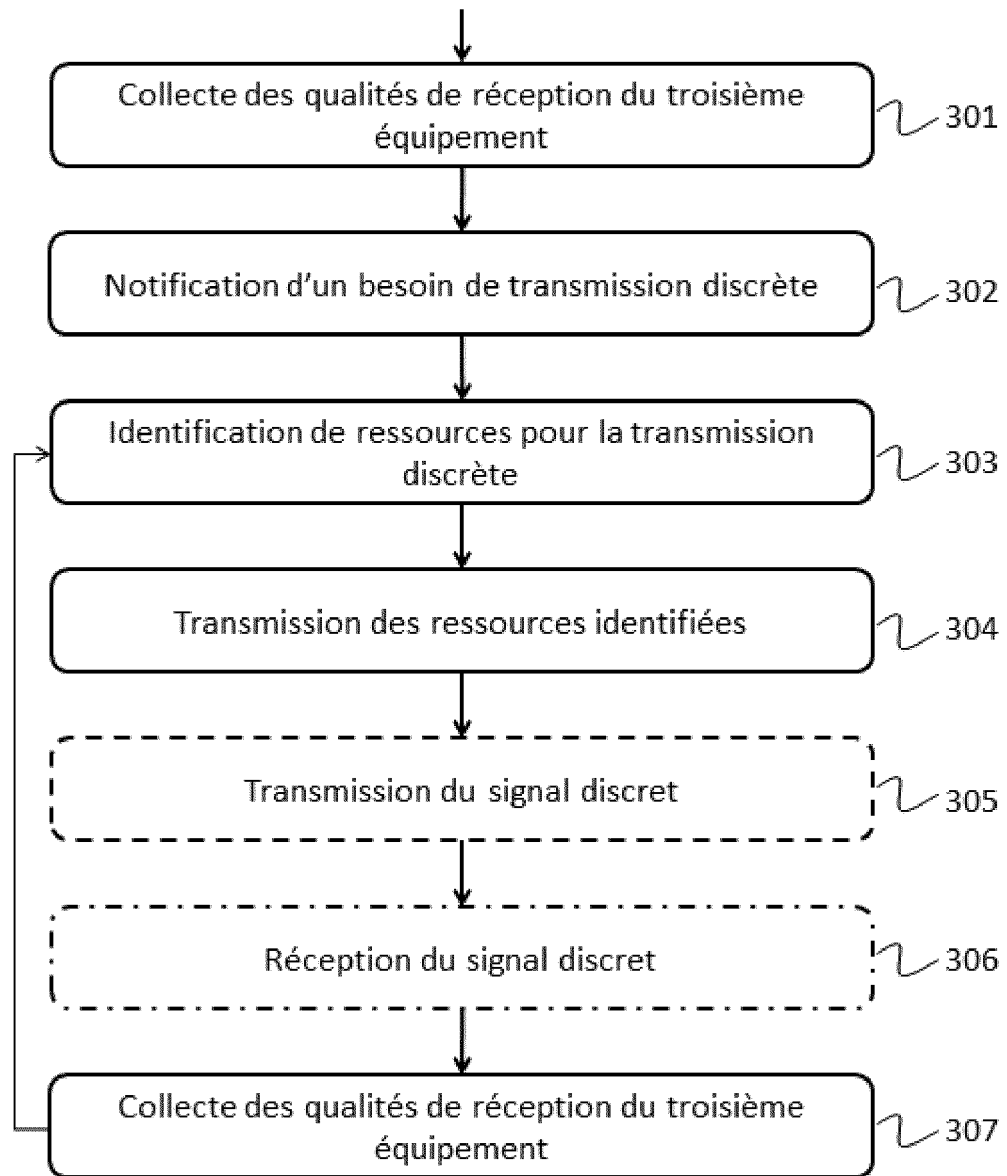 Collecte des qualités de réception du troisième
équipement
301
Notification d'un besoin de transmission discrète
302
Identification de ressources pour la transmission
discrète
303
Transmission des ressources identifiées
304
Transmission du signal discret
305
Réception du signal discret
306
Collecte des qualités de réception du troisième
équipement
307